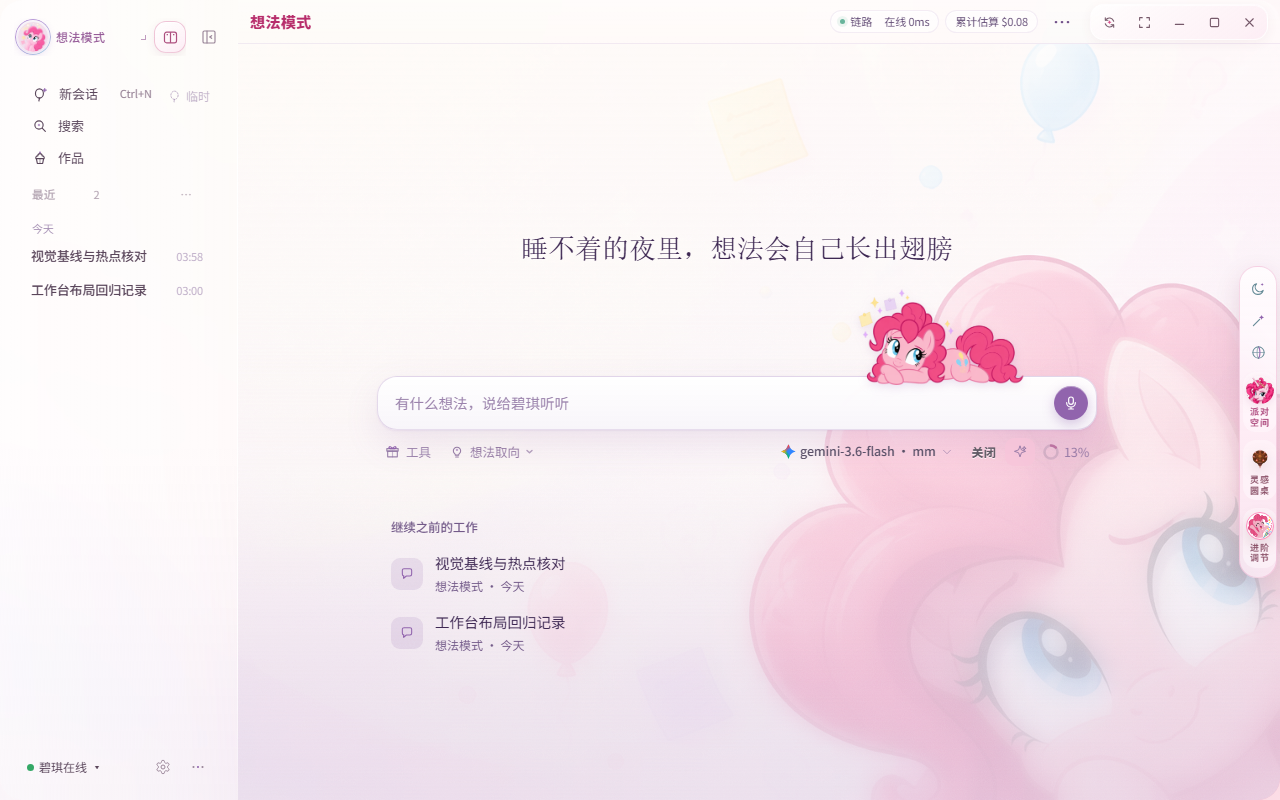 想法模式
新会话 Ctrl+N 临时
搜索
作品
最近 2 ···
今天
视觉基线与热点核对 03:58
工作台布局回归记录 03:00
碧琪在线
想法模式
链路 在线 0ms
累计估算 $0.08
睡不着的夜里，想法会自己长出翅膀
有什么想法，说给碧琪听听
工具 想法取向
gemini-3.6-flash · mm 关闭 13%
继续之前的工作
视觉基线与热点核对
想法模式 · 今天
工作台布局回归记录
想法模式 · 今天
派对
空间
灵感
圆桌
进阶
调节